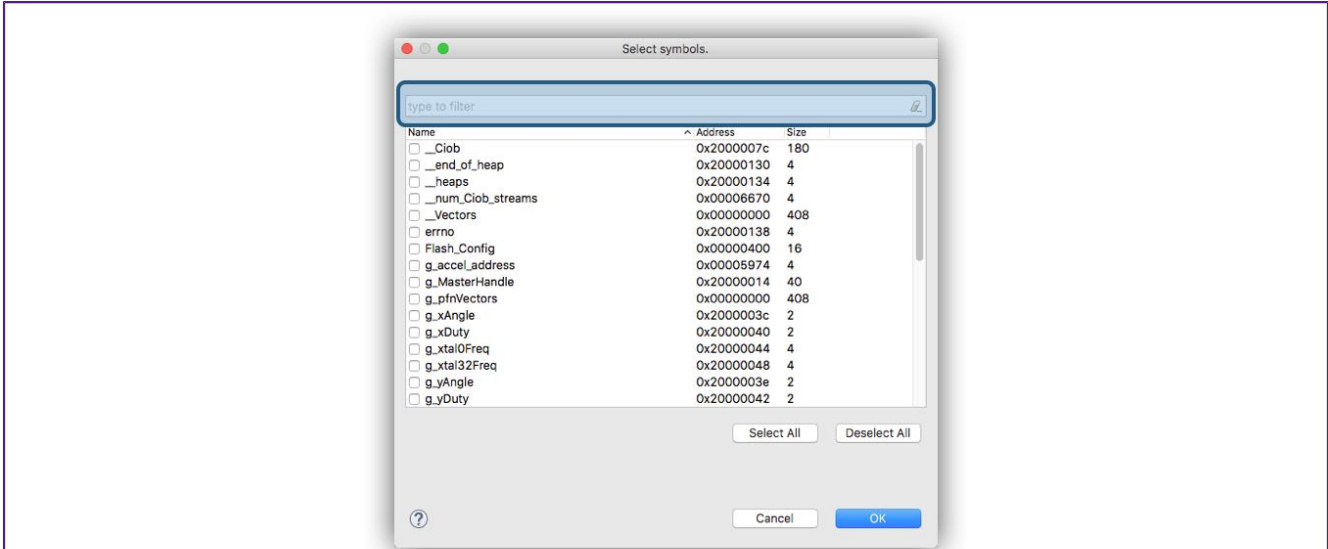 Select symbols.
type to filter
Name Address Size
__Ciob 0x2000007c 180
__end_of_heap 0x20000130 4
__heaps 0x20000134 4
__num_Ciob_streams 0x00006670 4
__Vectors 0x00000000 408
errno 0x20000138 4
Flash_Config 0x00000400 16
g_accel_address 0x00005974 4
g_MasterHandle 0x20000014 40
g_pfnVectors 0x00000000 408
g_xAngle 0x2000003c 2
g_xDuty 0x20000040 2
g_xtal0Freq 0x20000044 4
g_xtal32Freq 0x20000048 4
g_yAngle 0x2000003e 2
g_yDuty 0x20000042 2
Select All Deselect All
? Cancel OK